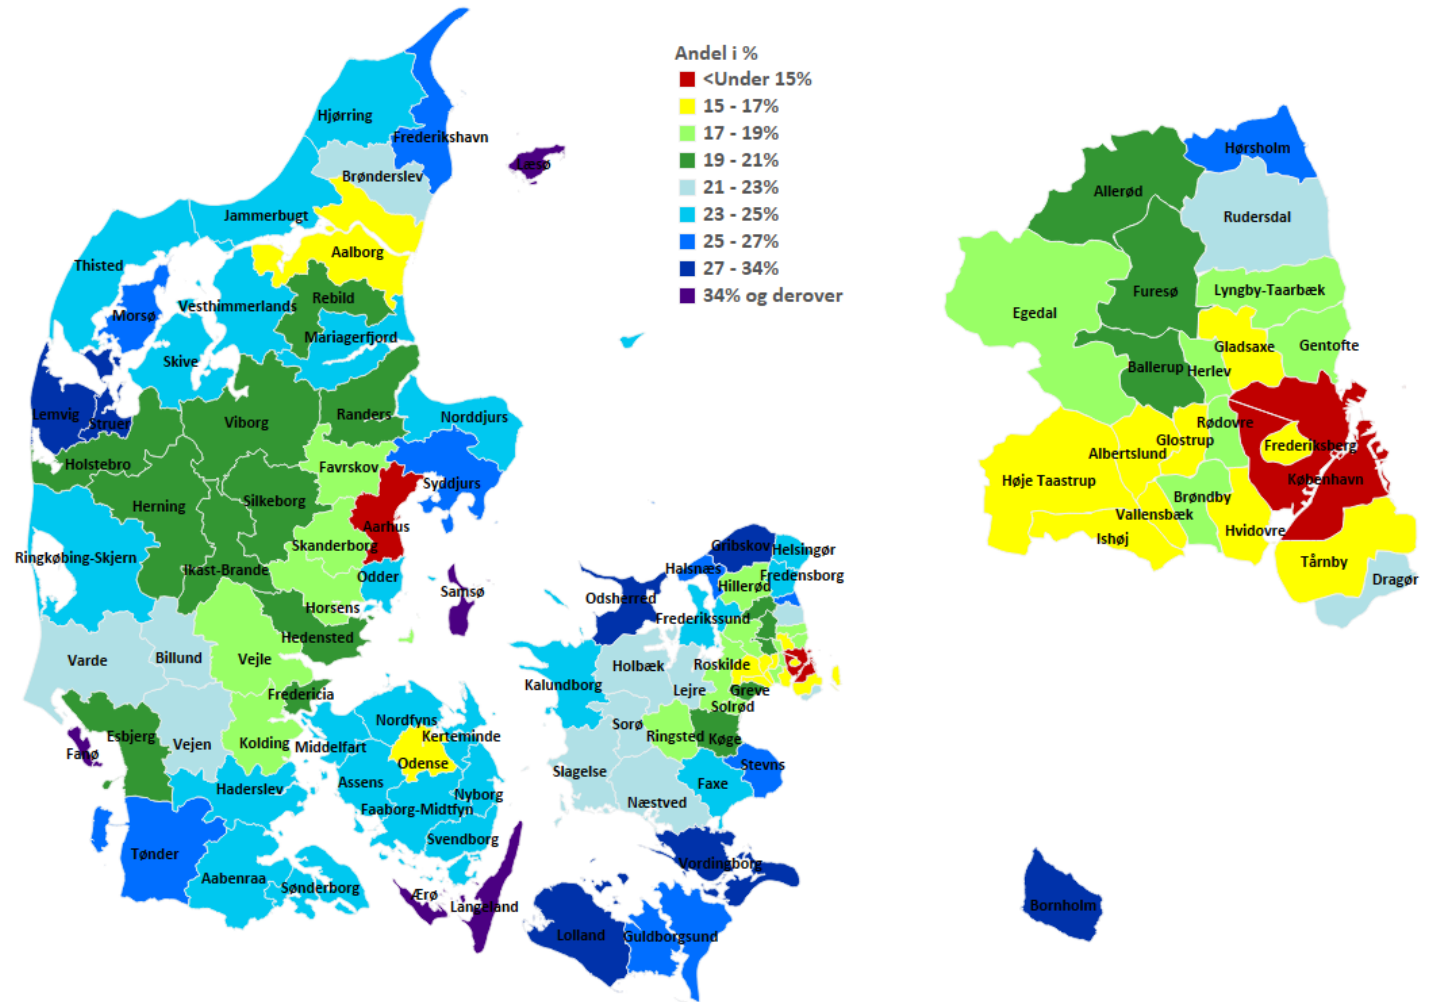 Andel i %
<Under 15%
15 - 17%
17 - 19%
19 - 21%
21 - 23%
23 - 25%
25 - 27%
27 - 34%
34% og derover
Hjørring
Frederikshavn
Læsø
Brønderslev
Jammerbugt
Aalborg
Thisted
Rebild
Vesthimmerlands
Morsø
Mariagerfjord
Skive
Lemvig
Struer
Viborg
Randers
Norddjurs
Holstebro
Favrskov
Syddjurs
Herning
Silkeborg
Aarhus
Skanderborg
Ringkøbing-Skjern
Ikast-Brande
Odder
Samsø
Horsens
Hedensted
Varde
Billund
Vejle
Fredericia
Esbjerg
Fanø
Vejen
Kolding
Middelfart
Nordfyns
Kerteminde
Odense
Haderslev
Assens
Nyborg
Faaborg-Midtfyn
Svendborg
Tønder
Aabenraa
Sønderborg
Ærø
Langeland
Gribskov
Helsingør
Halsnæs
Fredensborg
Hillerød
Odsherred
Frederikssund
Holbæk
Roskilde
Kalundborg
Lejre
Greve
Solrød
Sorø
Ringsted
Køge
Slagelse
Stevns
Faxe
Næstved
Vordingborg
Lolland
Guldborgsund
Hørsholm
Allerød
Rudersdal
Furesø
Lyngby-Taarbæk
Egedal
Gladsaxe
Gentofte
Ballerup
Herlev
Rødovre
Glostrup
Frederiksberg
Albertslund
Høje Taastrup
København
Brøndby
Vallensbæk
Hvidovre
Ishøj
Tårnby
Dragør
Bornholm